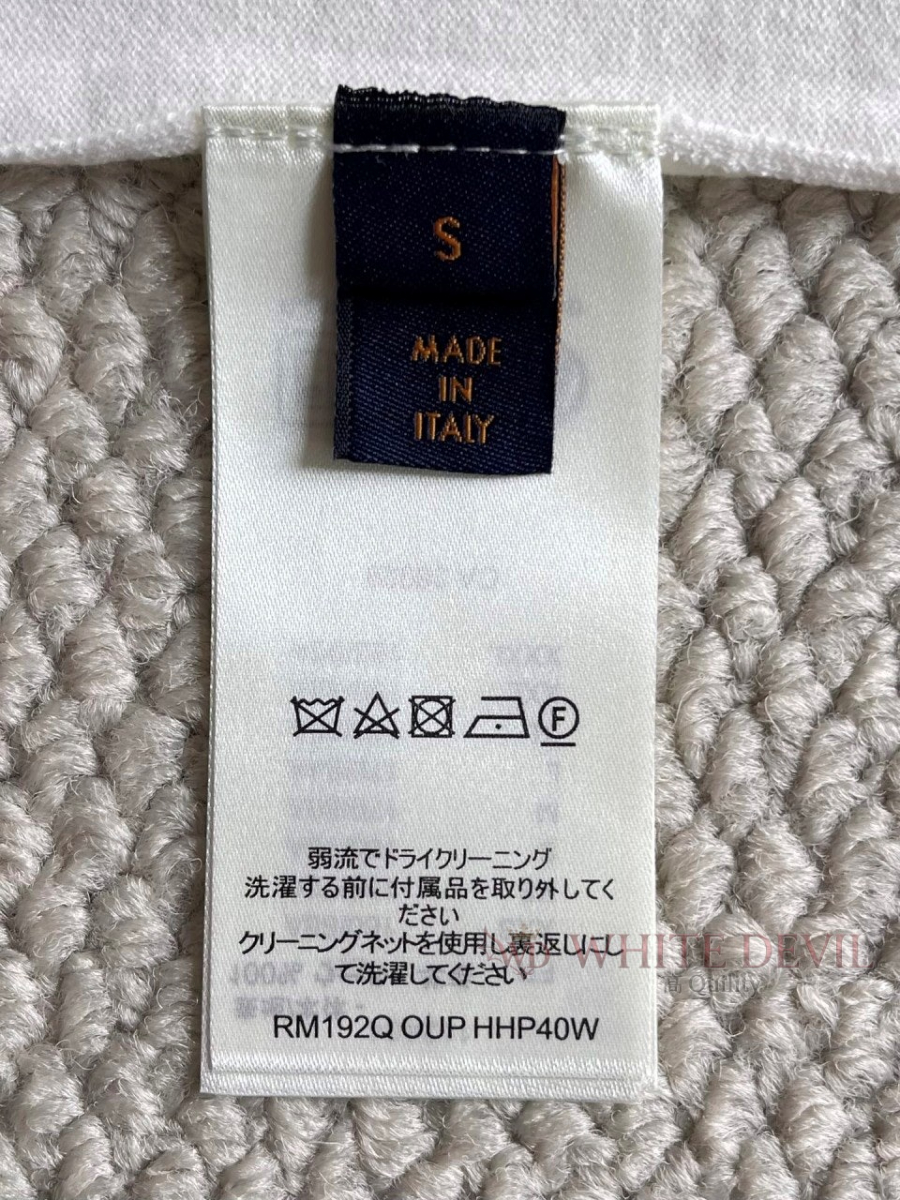 S
MADE
IN
ITALY
F
弱流でドライクリーニング
洗濯する前に付属品を取り外してく
ださい
クリーニングネットを使用し裏返しにし
て洗濯してください
WHITE DEVIL
高 Quility
RM192Q OUP HHP40W